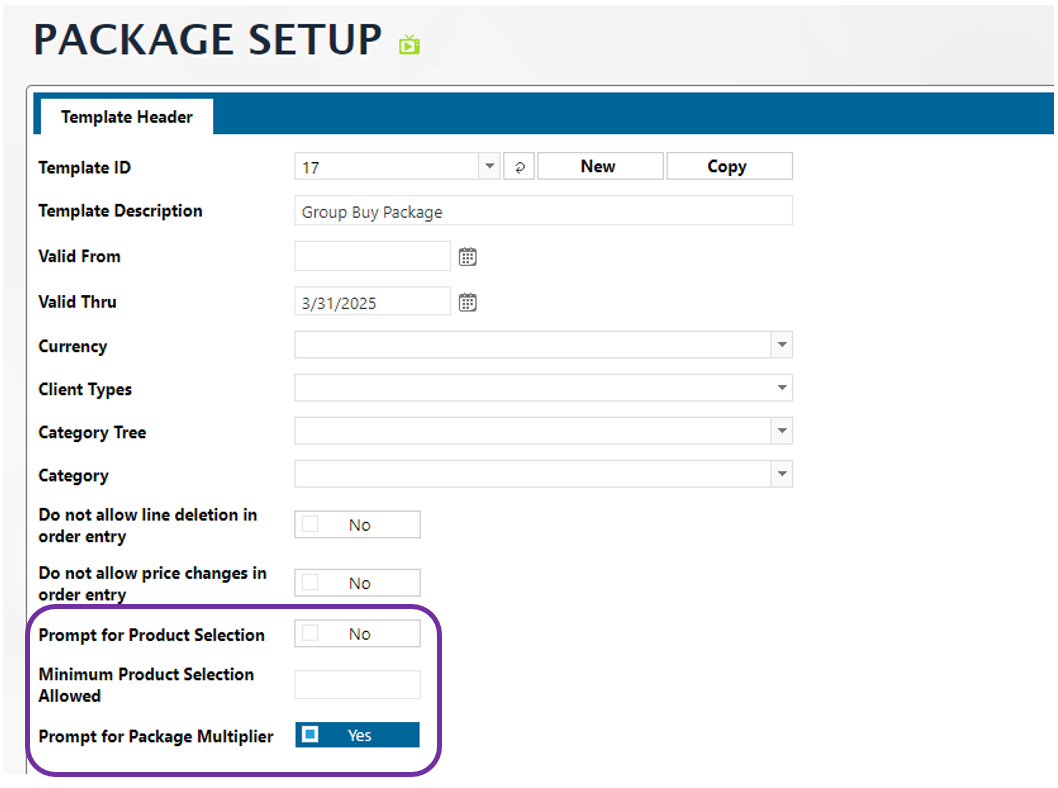 PACKAGE SETUP
Template Header
Template ID 17 New Copy
Template Description Group Buy Package
Valid From
Valid Thru 3/31/2025
Currency
Client Types
Category Tree
Category
Do not allow line deletion in
order entry
No
Do not allow price changes in
order entry
No
Prompt for Product Selection No
Minimum Product Selection
Allowed
Prompt for Package Multiplier Yes